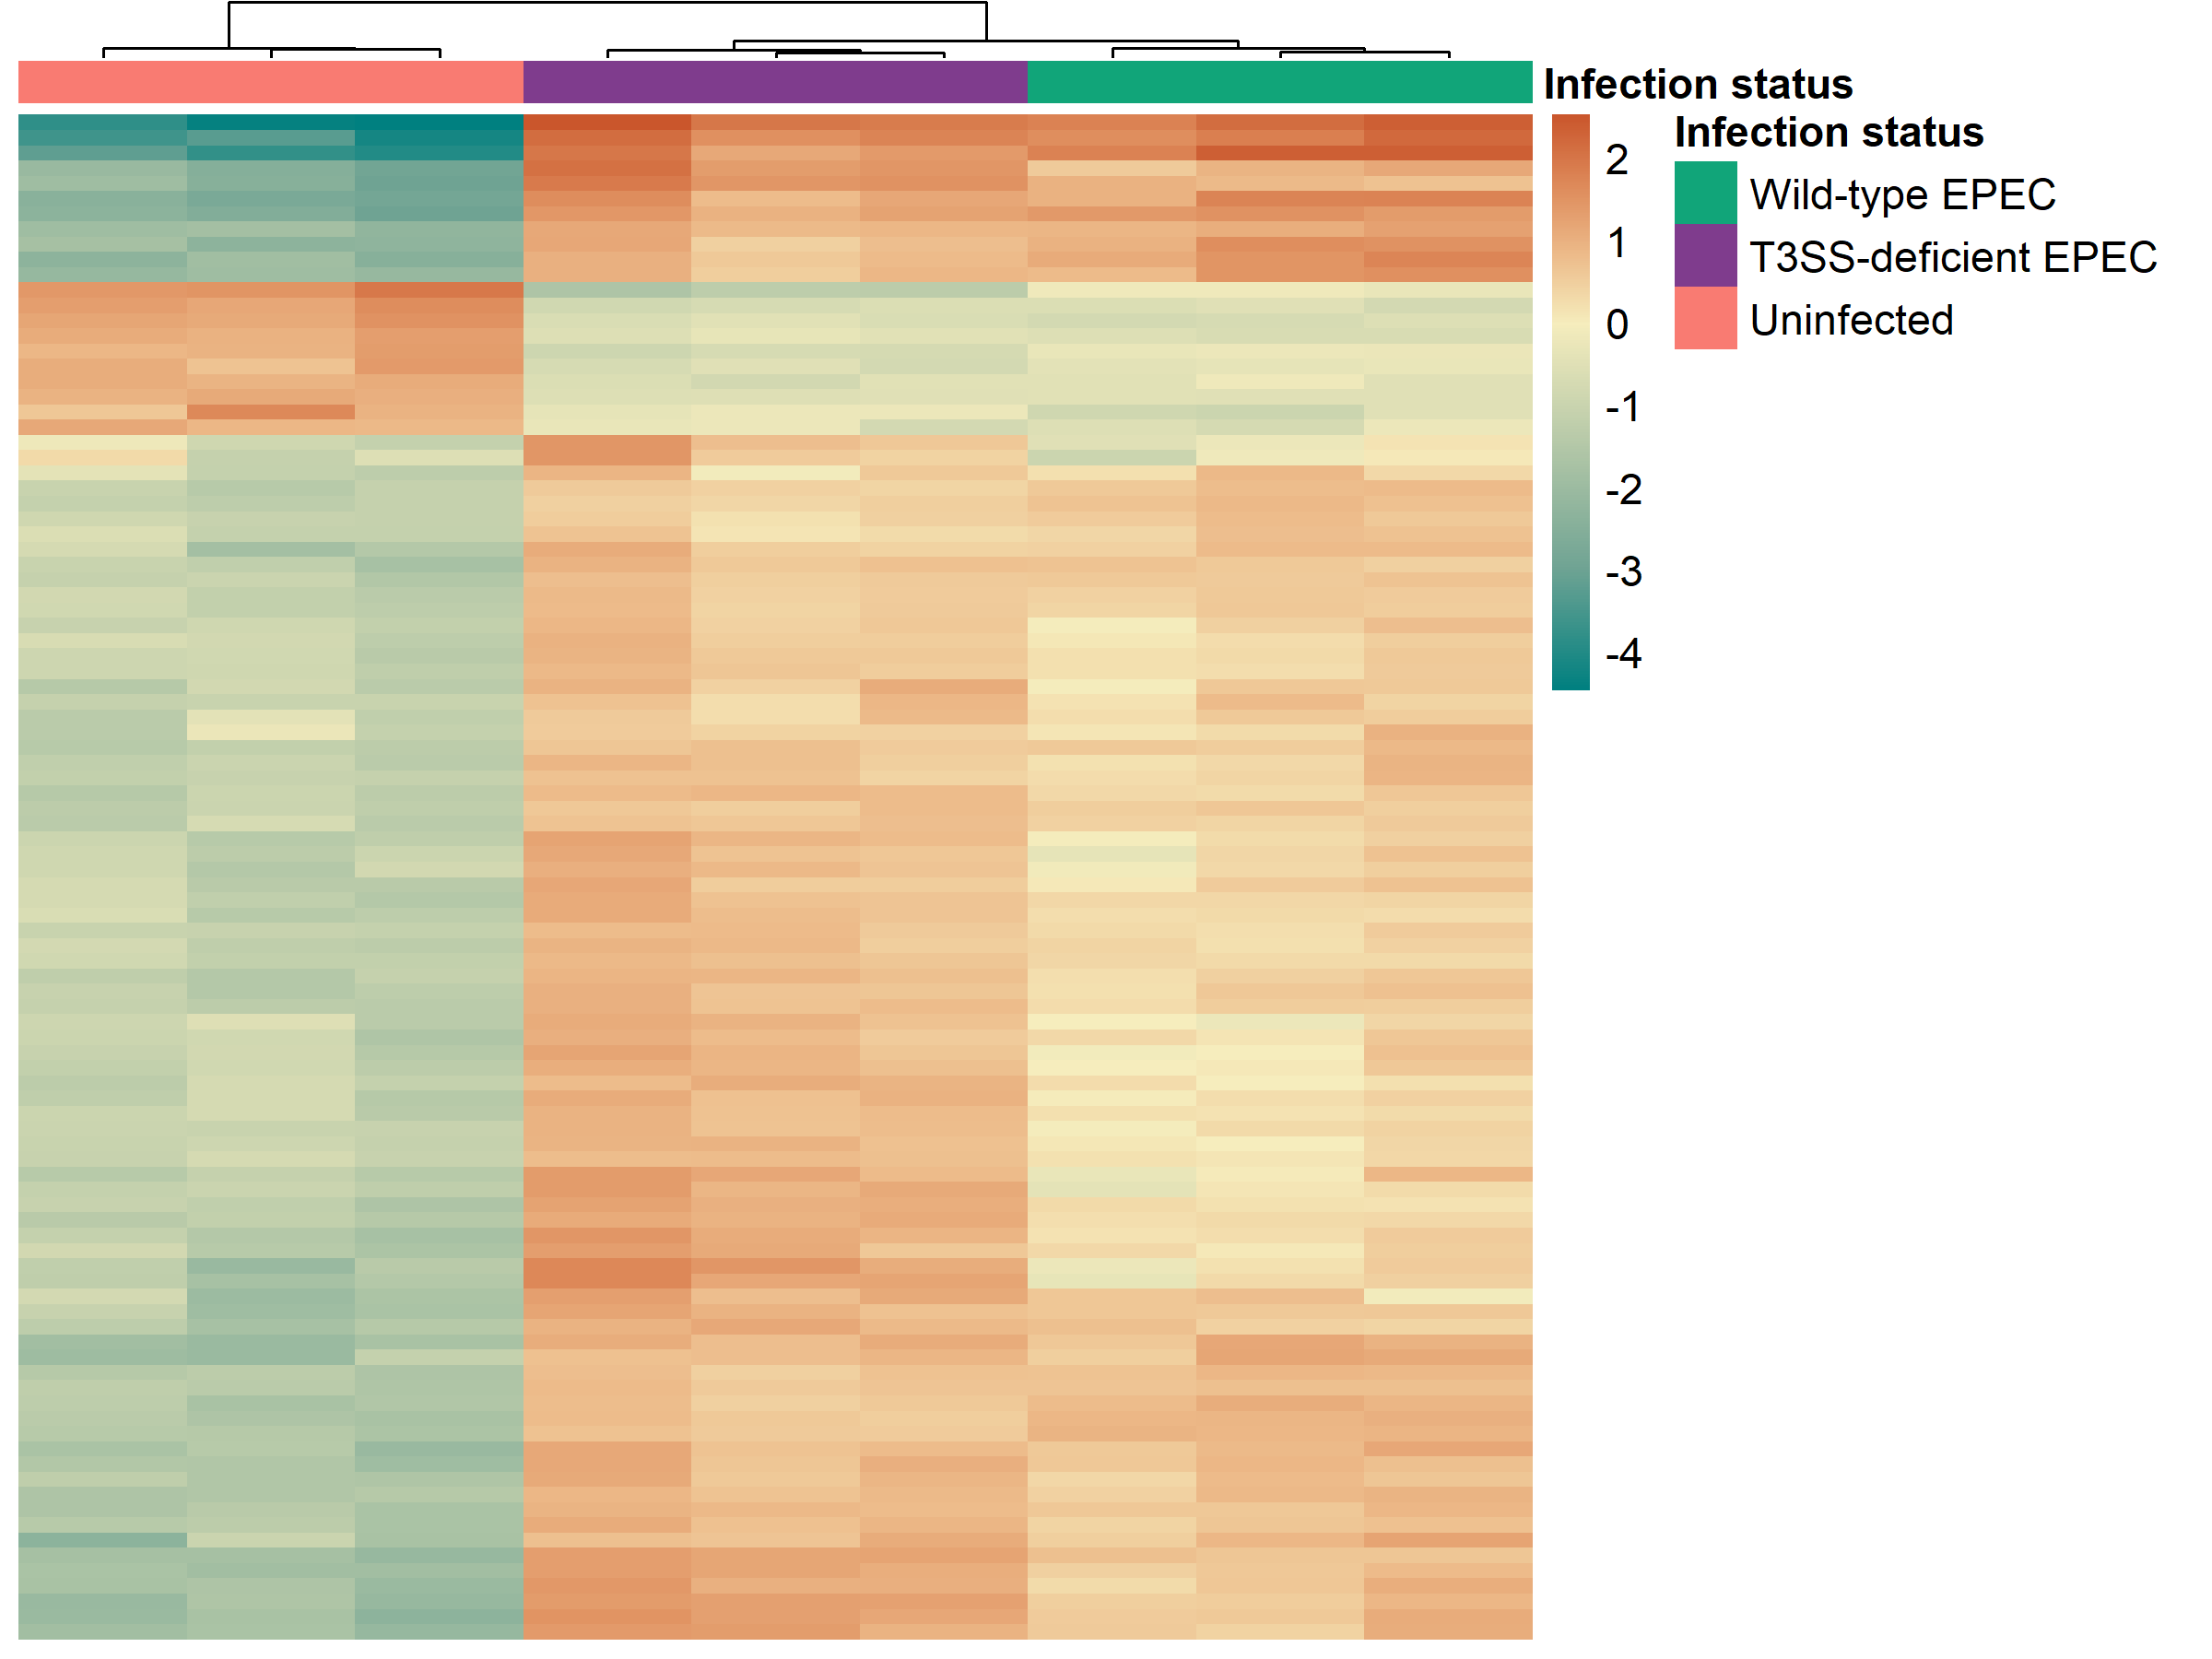 Infection status
Infection status
Wild-type EPEC
T3SS-deficient EPEC
Uninfected
2
1
0
-1
-2
-3
-4